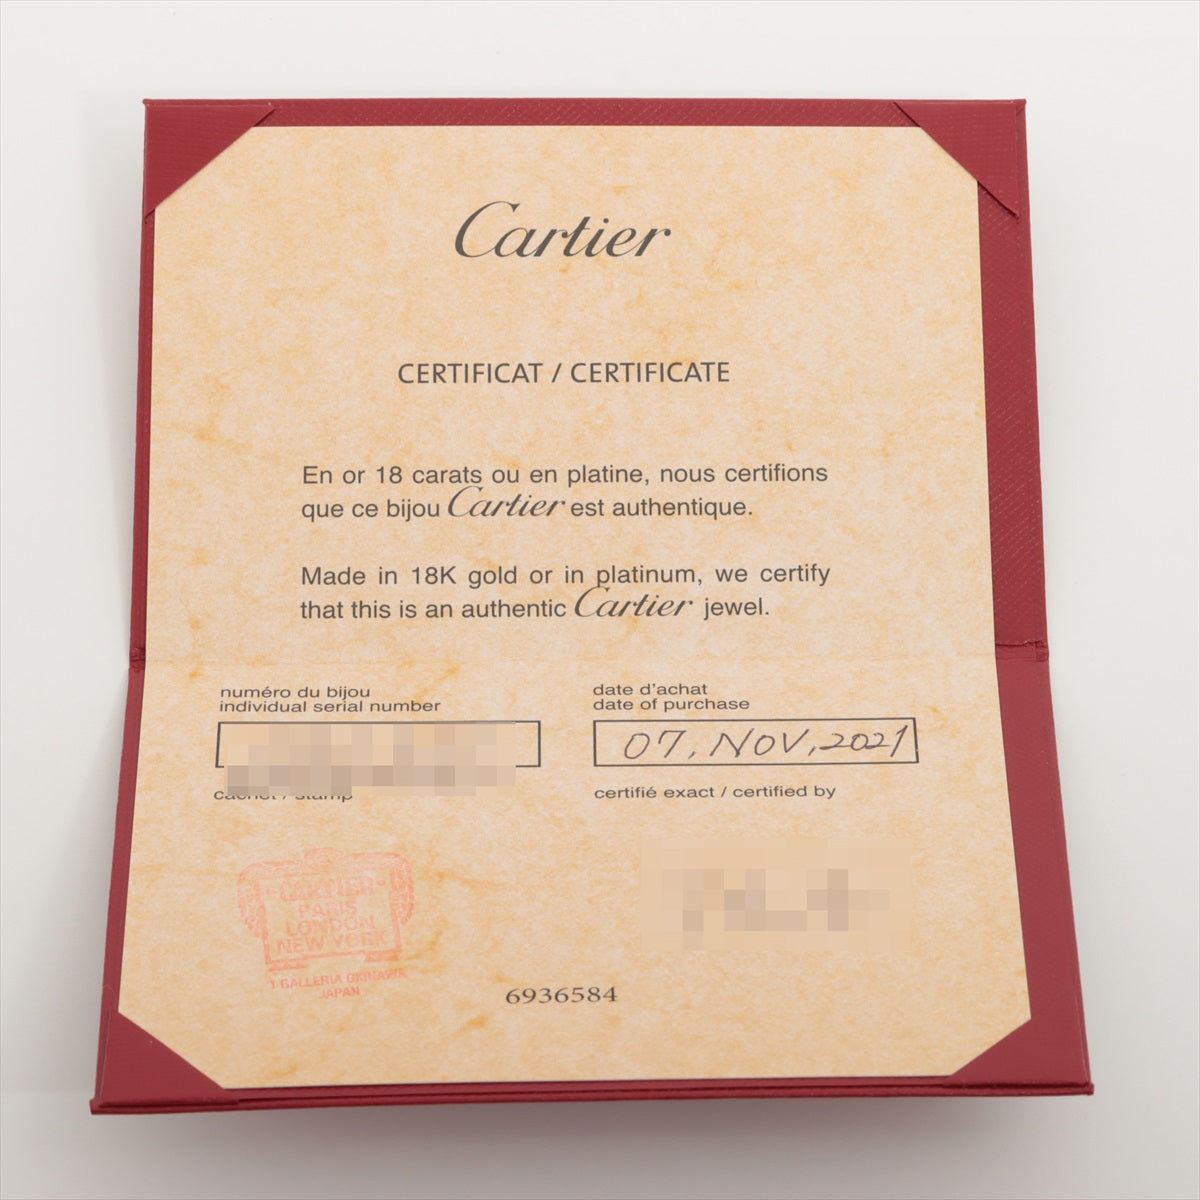 Cartier
CERTIFICAT / CERTIFICATE
En or 18 carats ou en platine, nous certifions
que ce bijou Cartier est authentique.
Made in 18K gold or in platinum, we certify
that this is an authentic Cartier jewel.
numéro du bijou
individual serial number
date d'achat
date of purchase
07, NOV, 2021
cachet / stamp
certifié exact / certified by
CARTIER
PARIS
LONDON
NEW YORK
T GALLERIA OKINAWA
JAPAN
6936584